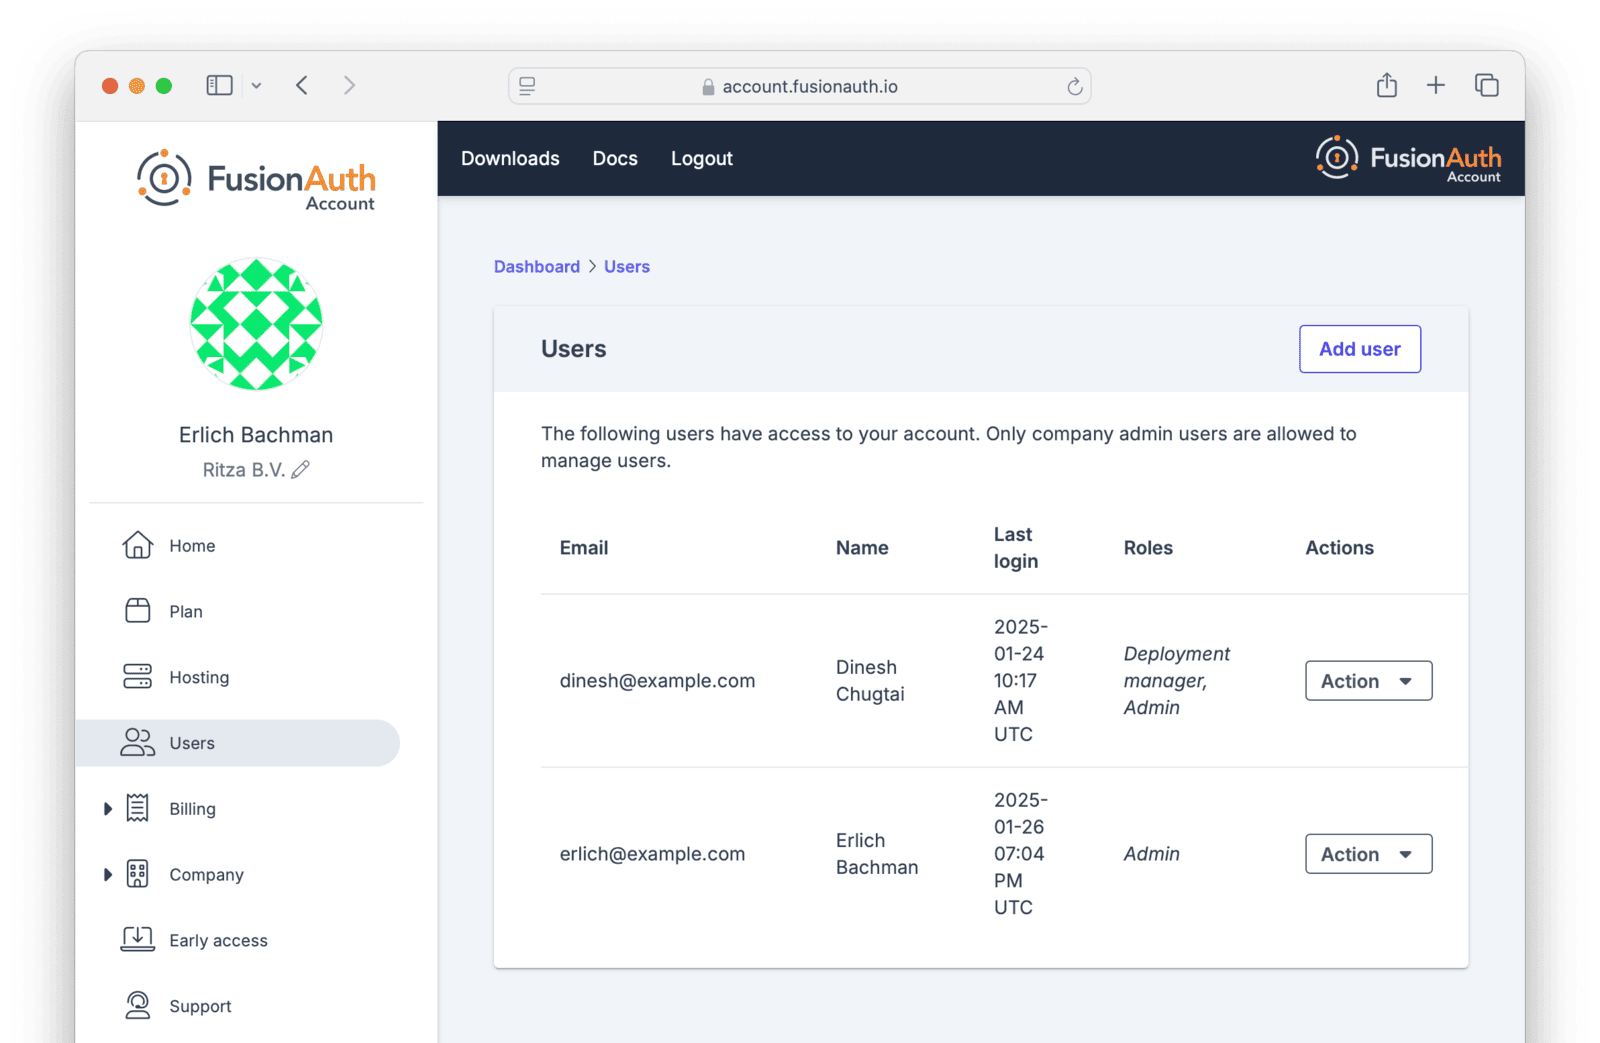 account.fusionauth.io
FusionAuth
Account
Downloads Docs Logout
FusionAuth
Account
Erlich Bachman
Ritza B.V.
Home
Plan
Hosting
Users
Billing
Company
Early access
Support
Dashboard > Users
Users
Add user
The following users have access to your account. Only company admin users are allowed to
manage users.
Email Name Last login Roles Actions
dinesh@example.com
Dinesh
Chugtai
2025-
01-24
10:17
AM
UTC
Deployment
manager,
Admin
Action
erlich@example.com
Erlich
Bachman
2025-
01-26
07:04
PM
UTC
Admin
Action